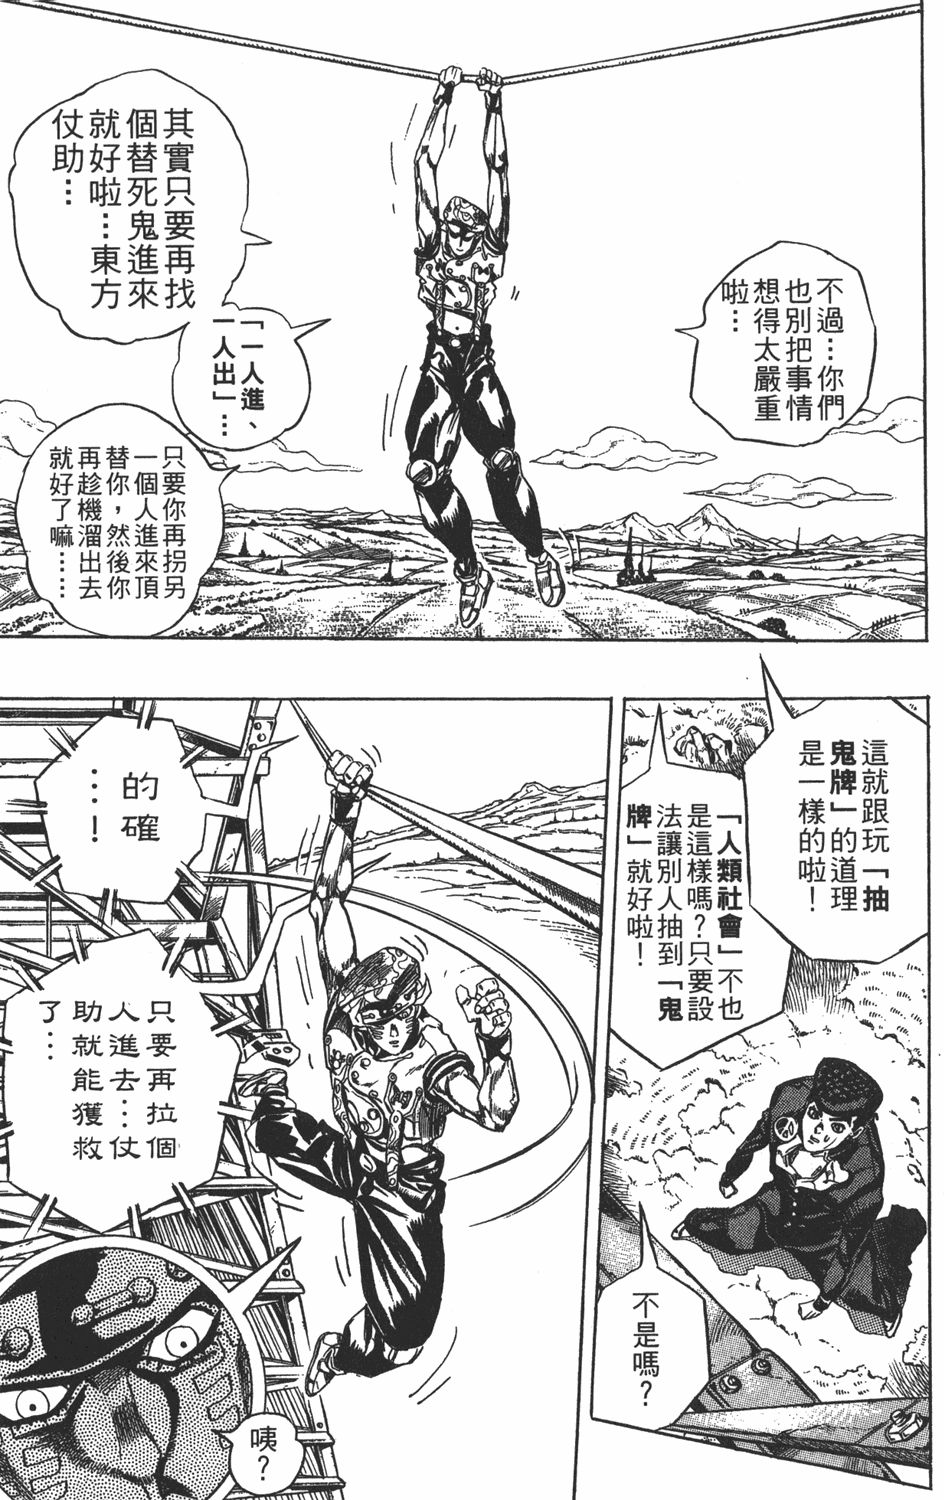 不過…你們
也別把事情
想得太嚴重
啦…
其實只要再找
個替死鬼進來
就好啦…東方
仗助…
「一人進、
一人出」…
只要你再拐另
一個人進來頂
替你，然後你
再趁機溜出去
就好了嘛……
這就跟玩「抽
鬼牌」的道理
是一樣的啦！
「人類社會」不也
是這樣嗎？只要設
法讓別人抽到「鬼
牌」就好啦！
不是嗎？
的確
…！
只要再拉個
人進去…仗
助就能獲救
了…
咦？